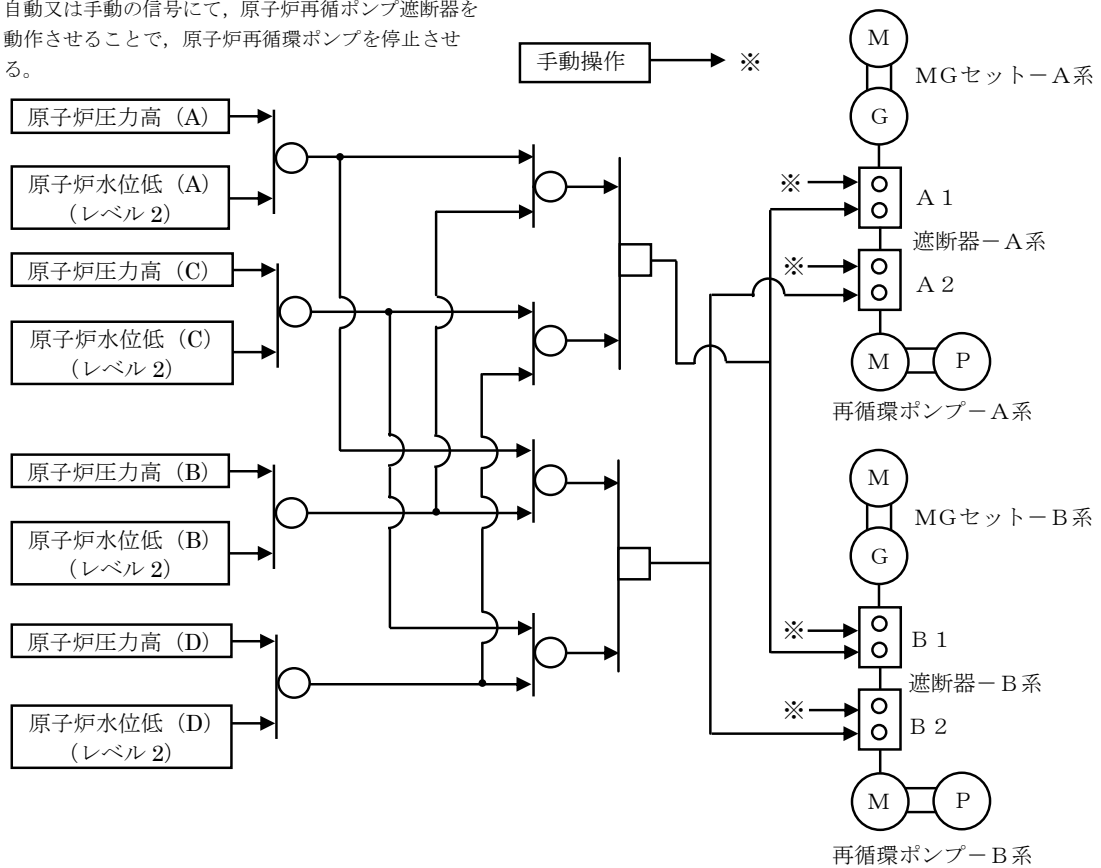 自動又は手動の信号にて，原子炉再循ポンプ遮断器を
動作させることで，原子炉再循環ポンプを停止させ
る。
手動操作
※
M
MGセット－A系
G
原子炉圧力高（A）
原子炉水位低（A）
（レベル 2）
原子炉圧力高（C）
原子炉水位低（C）
（レベル 2）
原子炉圧力高（B）
原子炉水位低（B）
（レベル 2）
原子炉圧力高（D）
原子炉水位低（D）
（レベル 2）
※
A 1
遮断器－A系
※
A 2
M
P
再循環ポンプ－A系
M
MGセット－B系
G
※
B 1
遮断器－B系
※
B 2
M
P
再循環ポンプ－B系